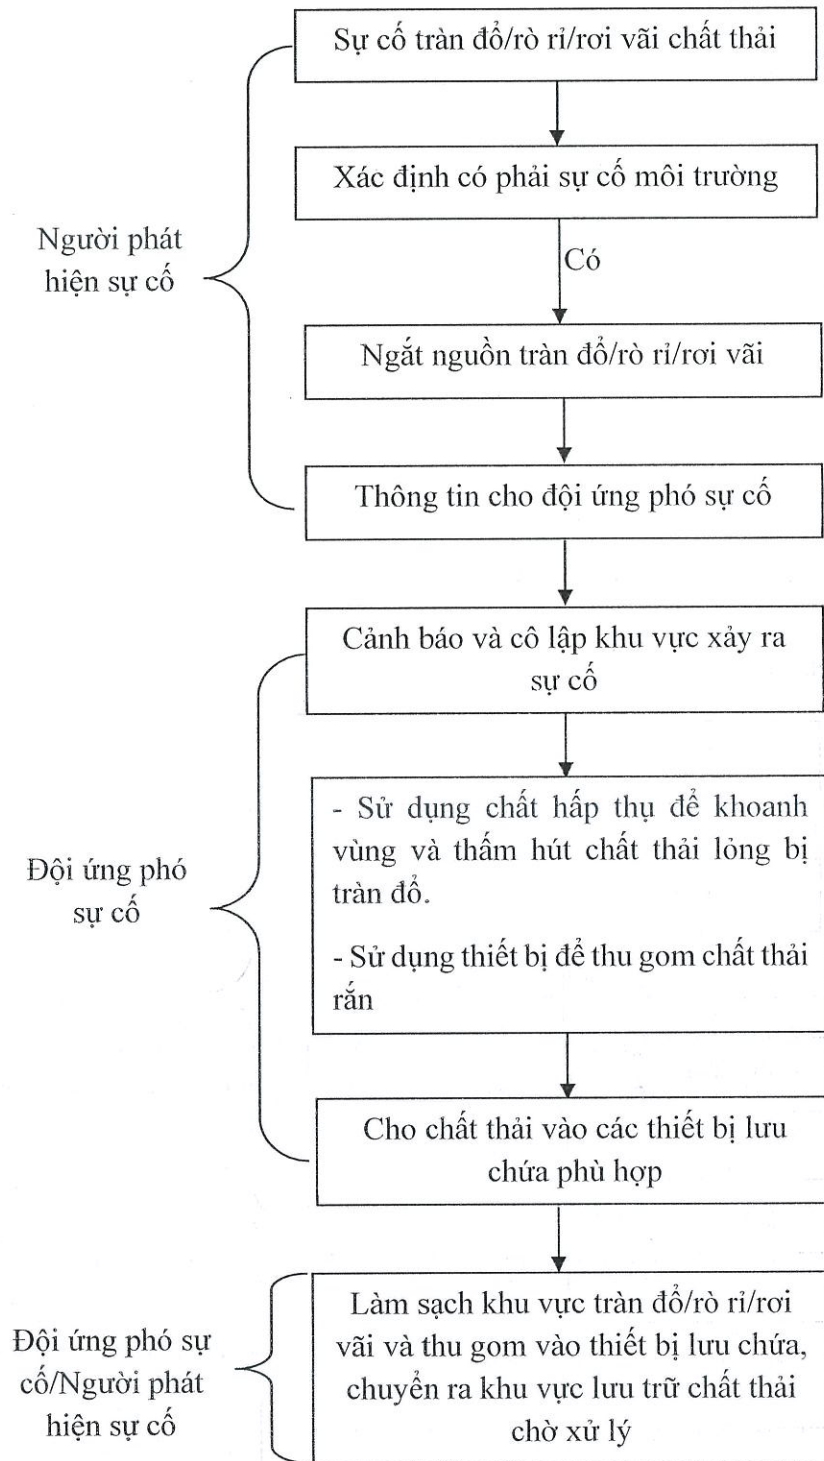 Sự cố tràn đổ/rò rỉ/rơi vãi chất thải
Xác định có phải sự cố môi trường
Người phát
hiện sự cố
Có
Ngắt nguồn tràn đổ/rò rỉ/rơi vãi
Thông tin cho đội ứng phó sự cố
Cảnh báo và cô lập khu vực xảy ra
sự cố
Đội ứng phó
sự cố
- Sử dụng chất hấp thụ để khoanh
vùng và thấm hút chất thải lỏng bị
tràn đổ.
- Sử dụng thiết bị để thu gom chất thải
rắn
Cho chất thải vào các thiết bị lưu
chứa phù hợp
Đội ứng phó sự
cố/Người phát
hiện sự cố
Làm sạch khu vực tràn đổ/rò rỉ/rơi
vãi và thu gom vào thiết bị lưu chứa,
chuyển ra khu vực lưu trữ chất thải
chờ xử lý